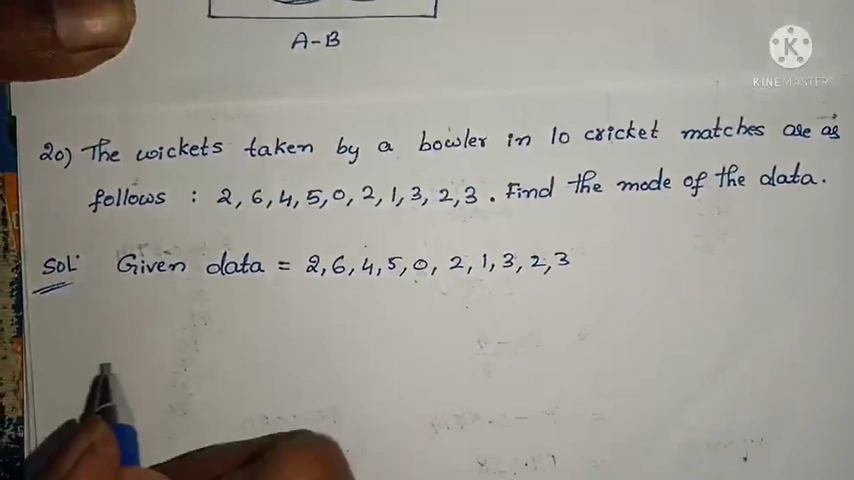 A-B
K
KINEMASTER
20) The wickets taken by a bowler in 10 cricket matches are as
follows : 2, 6, 4, 5, 0, 2, 1, 3, 2, 3 . Find the mode of the data.
Sol: Given data = 2, 6, 4, 5, 0, 2, 1, 3, 2, 3